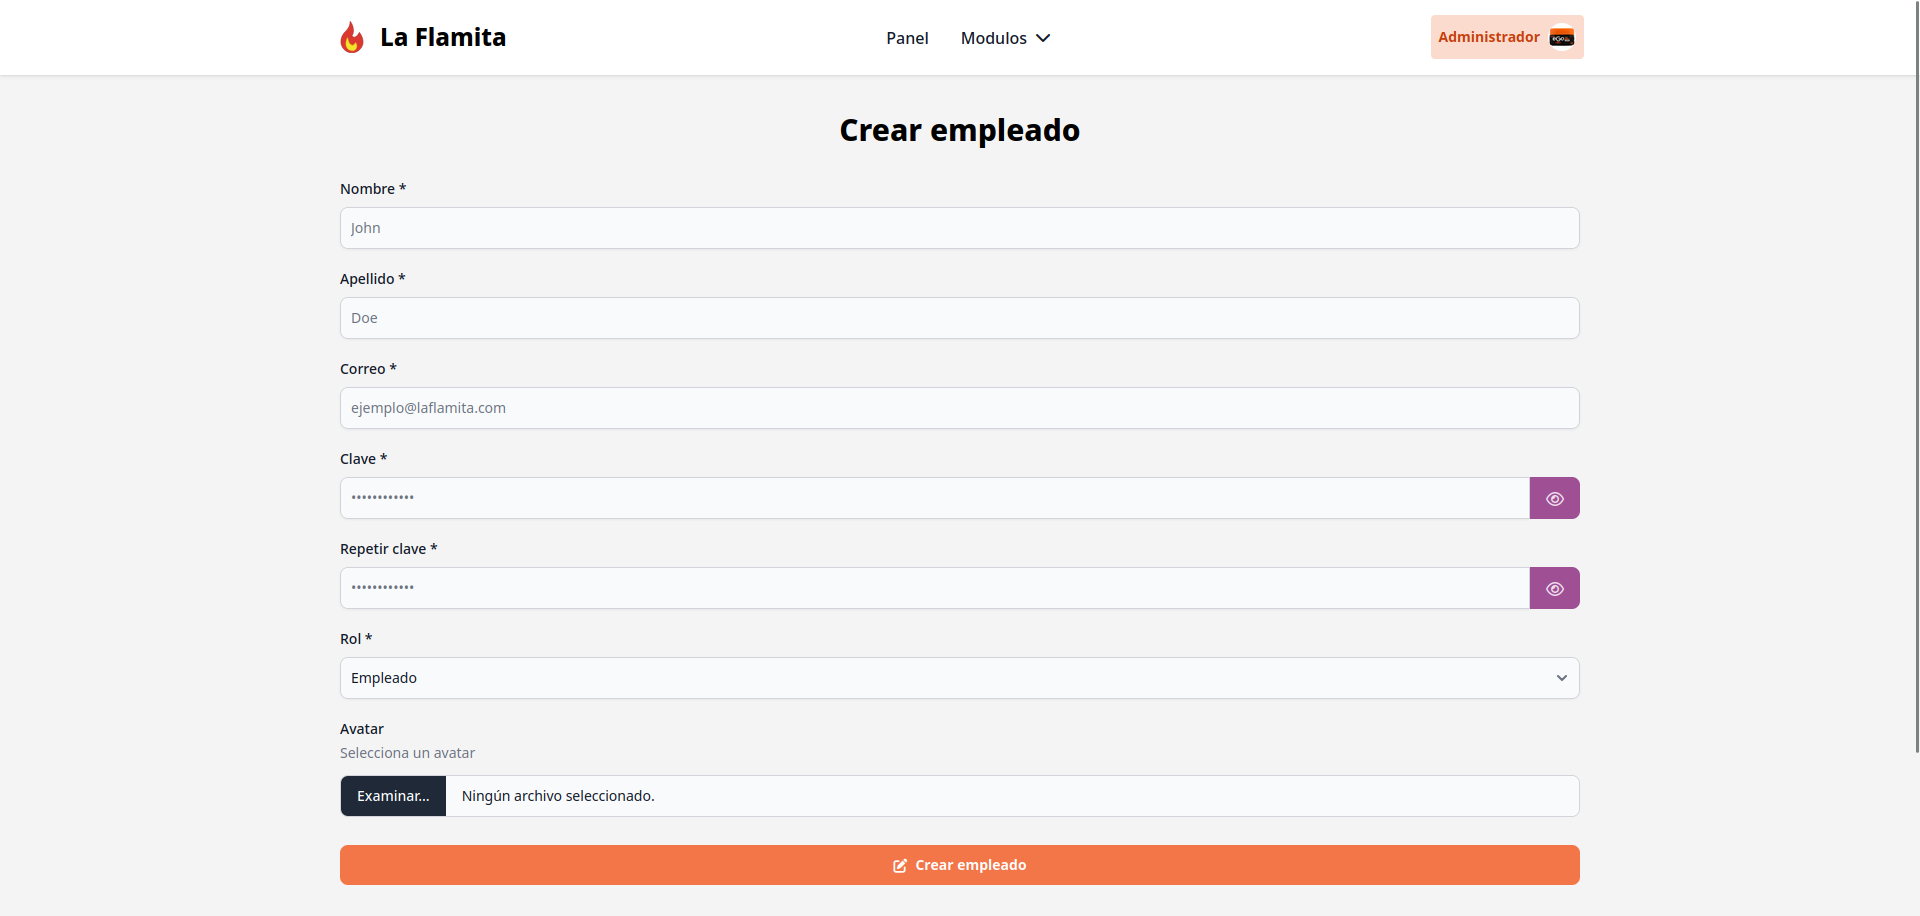 La Flamita
Panel Modulos
Administrador
Crear empleado
Nombre *
John
Apellido *
Doe
Correo *
ejemplo@laflamita.com
Clave *
••••••••••••
Repetir clave *
••••••••••••
Rol *
Empleado
Avatar
Selecciona un avatar
Examinar... Ningún archivo seleccionado.
Crear empleado